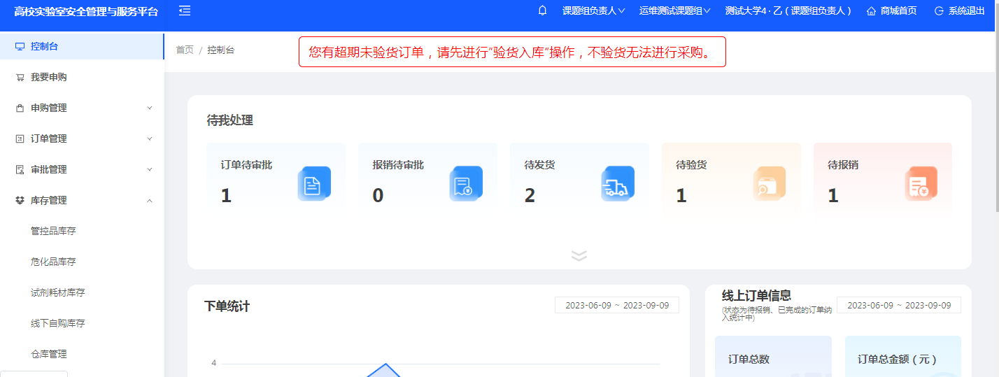 高校实验室安全管理与服务平台
课题组负责人
运维测试课题组
测试大学4 · 乙 ( 课题组负责人 )
商城首页
系统退出
控制台
我要申购
申购管理
订单管理
审批管理
库存管理
管控品库存
危化品库存
试剂耗材库存
线下自购库存
仓库管理
首页 / 控制台
您有超期未验货订单，请先进行"验货入库"操作，不验货无法进行采购。
待我处理
订单待审批
1
报销待审批
0
待发货
2
待验货
1
待报销
1
下单统计
2023-06-09 ~ 2023-09-09
4
线上订单信息
(状态为待报销、已完成的订单纳
入统计中)
2023-06-09 ~ 2023-09-09
订单总数
订单总金额（元）